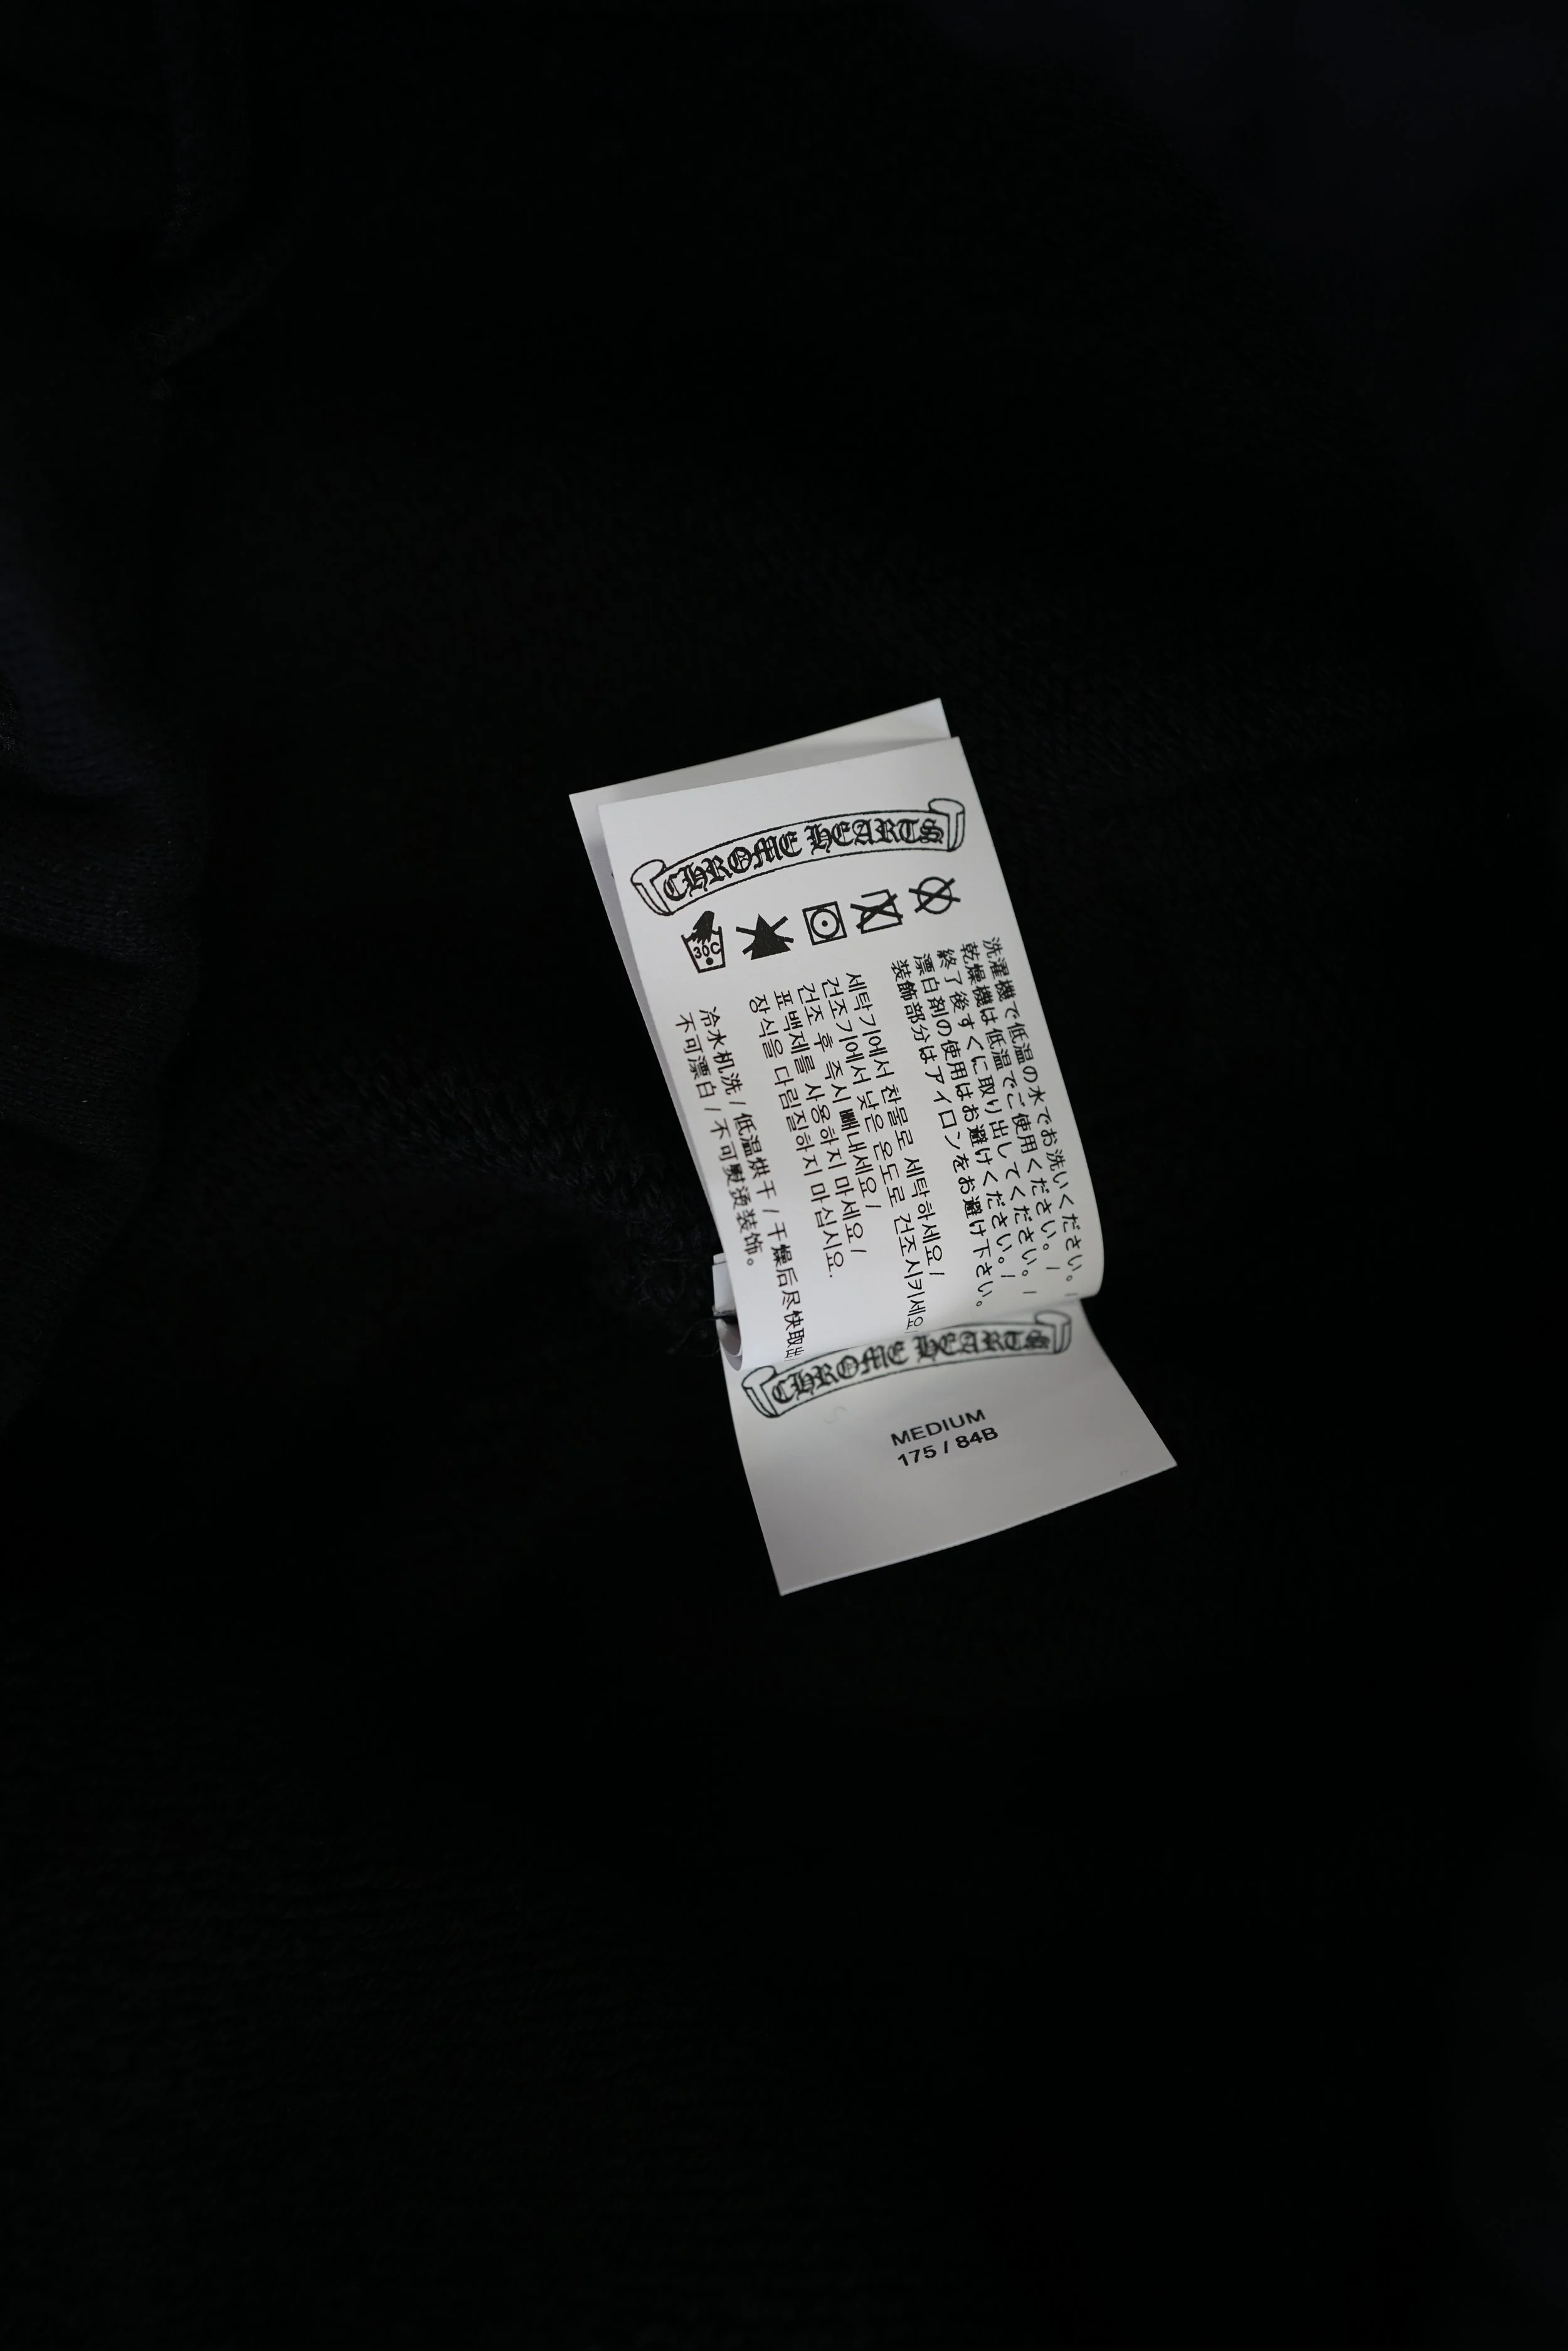 CHROME HEARTS
30C
洗濯機で低温の水でお洗いください。/
乾燥機は低温でご使用ください。/
終了後すぐに取り出してください。/
漂白剤の使用はお避けください。/
装飾部分はアイロンをお避け下さい。
세탁기에서 찬물로 세탁하세요 /
건조기에서 낮은 온도로 건조시키세요
건조 후 즉시 빼내세요 /
표백제를 사용하지 마세요 /
장식을 다림질하지 마십시요.
冷水机洗 / 低温烘干 / 干燥后尽快取出
不可漂白 / 不可熨烫装饰。
CHROME HEARTS
MEDIUM
175 / 84B